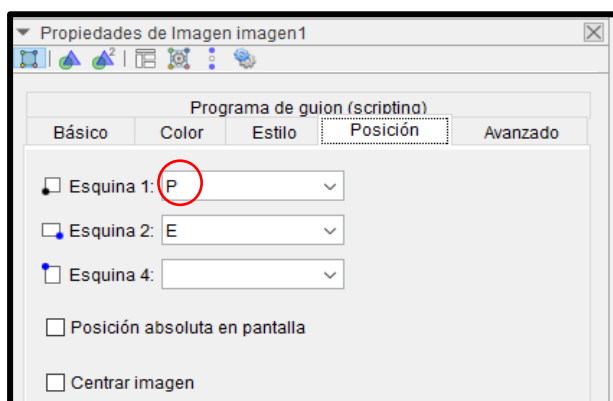 Propiedades de Imagen imagen1
Programa de guion (scripting)
Básico Color Estilo Posición Avanzado
Esquina 1: P
Esquina 2: E
Esquina 4:
Posición absoluta en pantalla
Centrar imagen